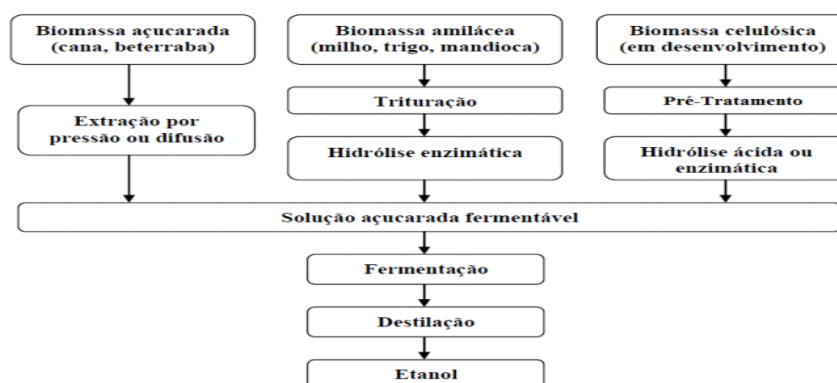 Biomassa açucarada
(cana, beterraba)
Biomassa amilácea
(milho, trigo, mandioca)
Biomassa celulósica
(em desenvolvimento)
Extração por
pressão ou difusão
Trituração
Pré-Tratamento
Hidrólise enzimática
Hidrólise ácida ou
enzimática
Solução açucarada fermentável
Fermentação
Destilação
Etanol